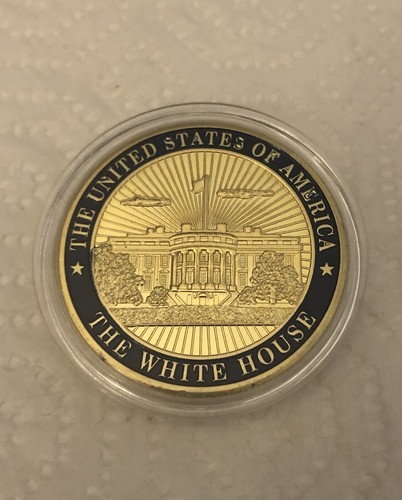 THE UNITED STATES OF AMERICA
THE WHITE HOUSE